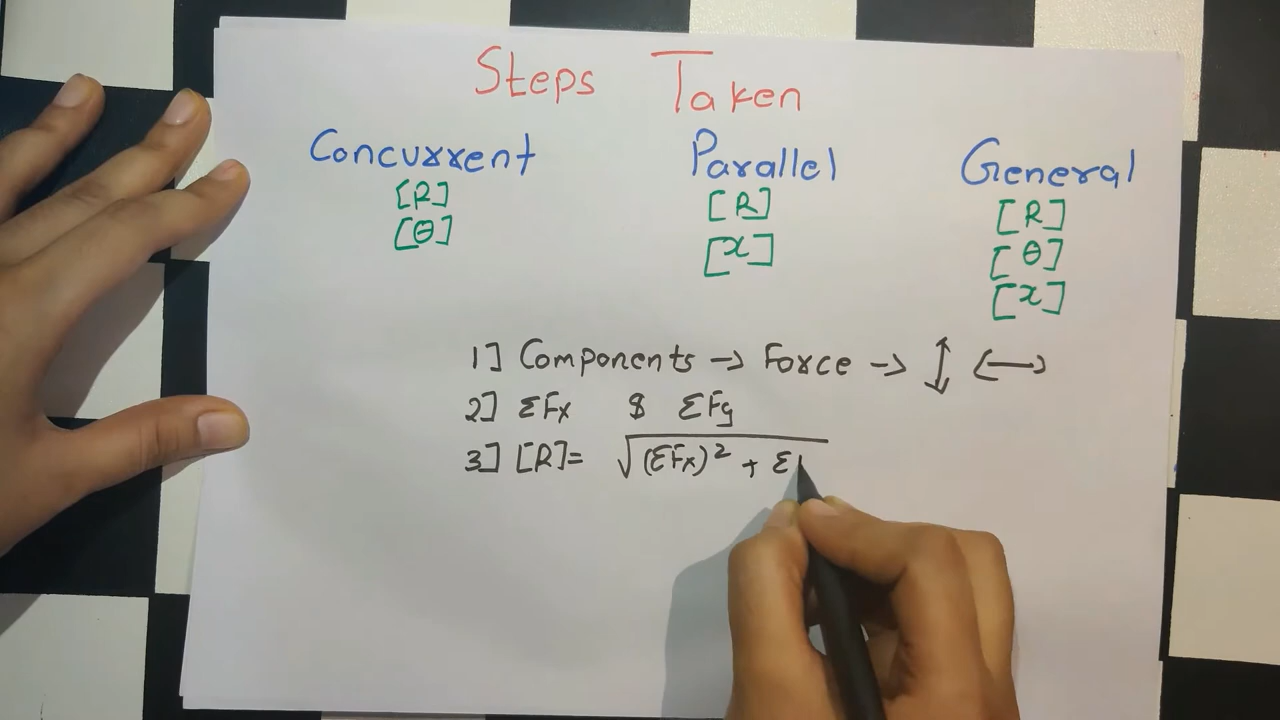 Steps Taken
Concurrent Parallel General
[R] [R] [R]
[θ] [x] [θ]
[x]
1] Components → Force → ↕ ↔
2] ΣFx & ΣFy
3] [R]= √(ΣFx)² + Σ